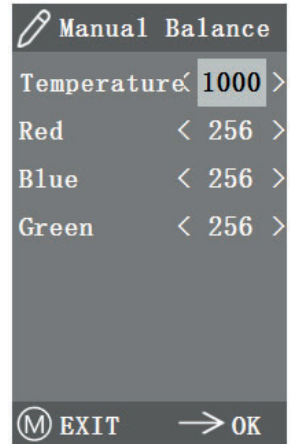 Manual Balance
Temperature < 1000 >
Red < 256 >
Blue < 256 >
Green < 256 >
M EXIT → OK